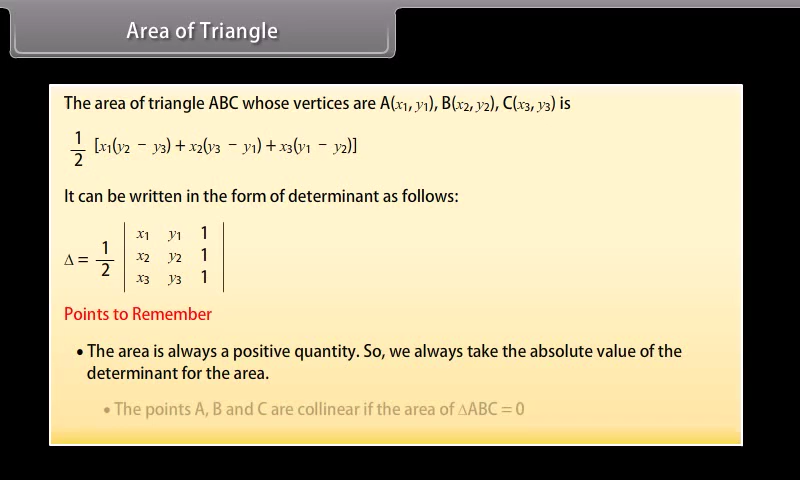 Area of Triangle
The area of triangle ABC whose vertices are A(x1, y1), B(x2, y2), C(x3, y3) is
1/2 [x1(y2 − y3) + x2(y3 − y1) + x3(y1 − y2)]
It can be written in the form of determinant as follows:
Δ = 1/2 | x1 y1 1 |
| x2 y2 1 |
| x3 y3 1 |
Points to Remember
• The area is always a positive quantity. So, we always take the absolute value of the
determinant for the area.
• The points A, B and C are collinear if the area of ΔABC = 0